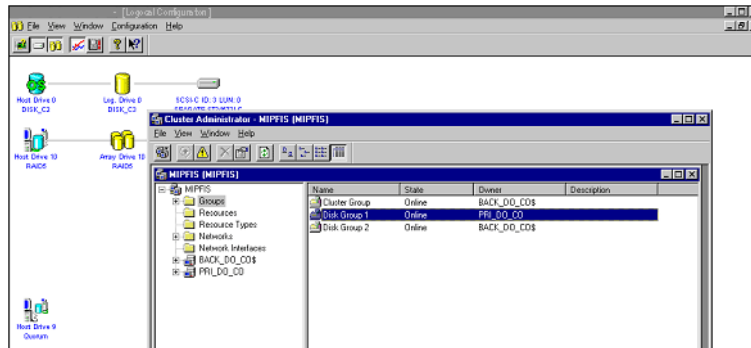 - [Logical Configuration]
File View Window Configuration Help
Host Drive 0
DISK_C3
Log. Drive 0
DISK_C3
SCSI-C ID: 3 LUN: 0
Host Drive 10
RAID5
Array Drive 10
RAID5
Host Drive 9
Quorum
Cluster Administrator - MIPFIS (MIPFIS)
File View Window Help
MIPFIS (MIPFIS)
MIPFIS
Groups
Resources
Resource Types
Networks
Network Interfaces
BACK_DO_CO$
PRI_DO_CO
Name State Owner Description
Cluster Group Online BACK_DO_CO$
Disk Group 1 Online PRI_DO_CO
Disk Group 2 Online BACK_DO_CO$